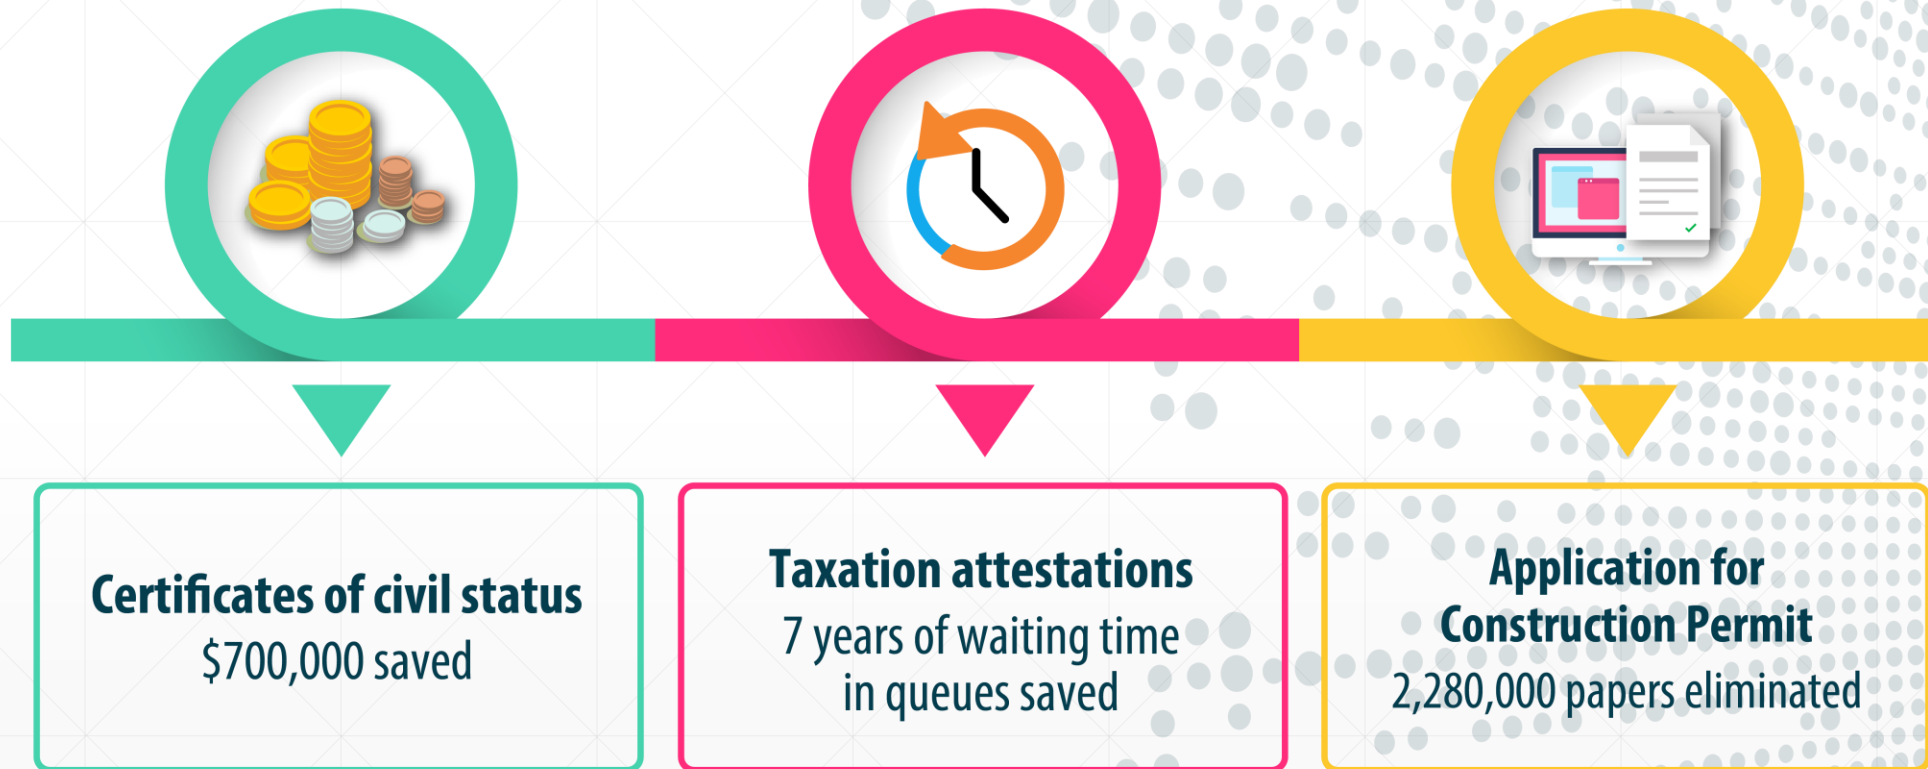 Certificates of civil status
$700,000 saved
Taxation attestations
7 years of waiting time
in queues saved
Application for
Construction Permit
2,280,000 papers eliminated